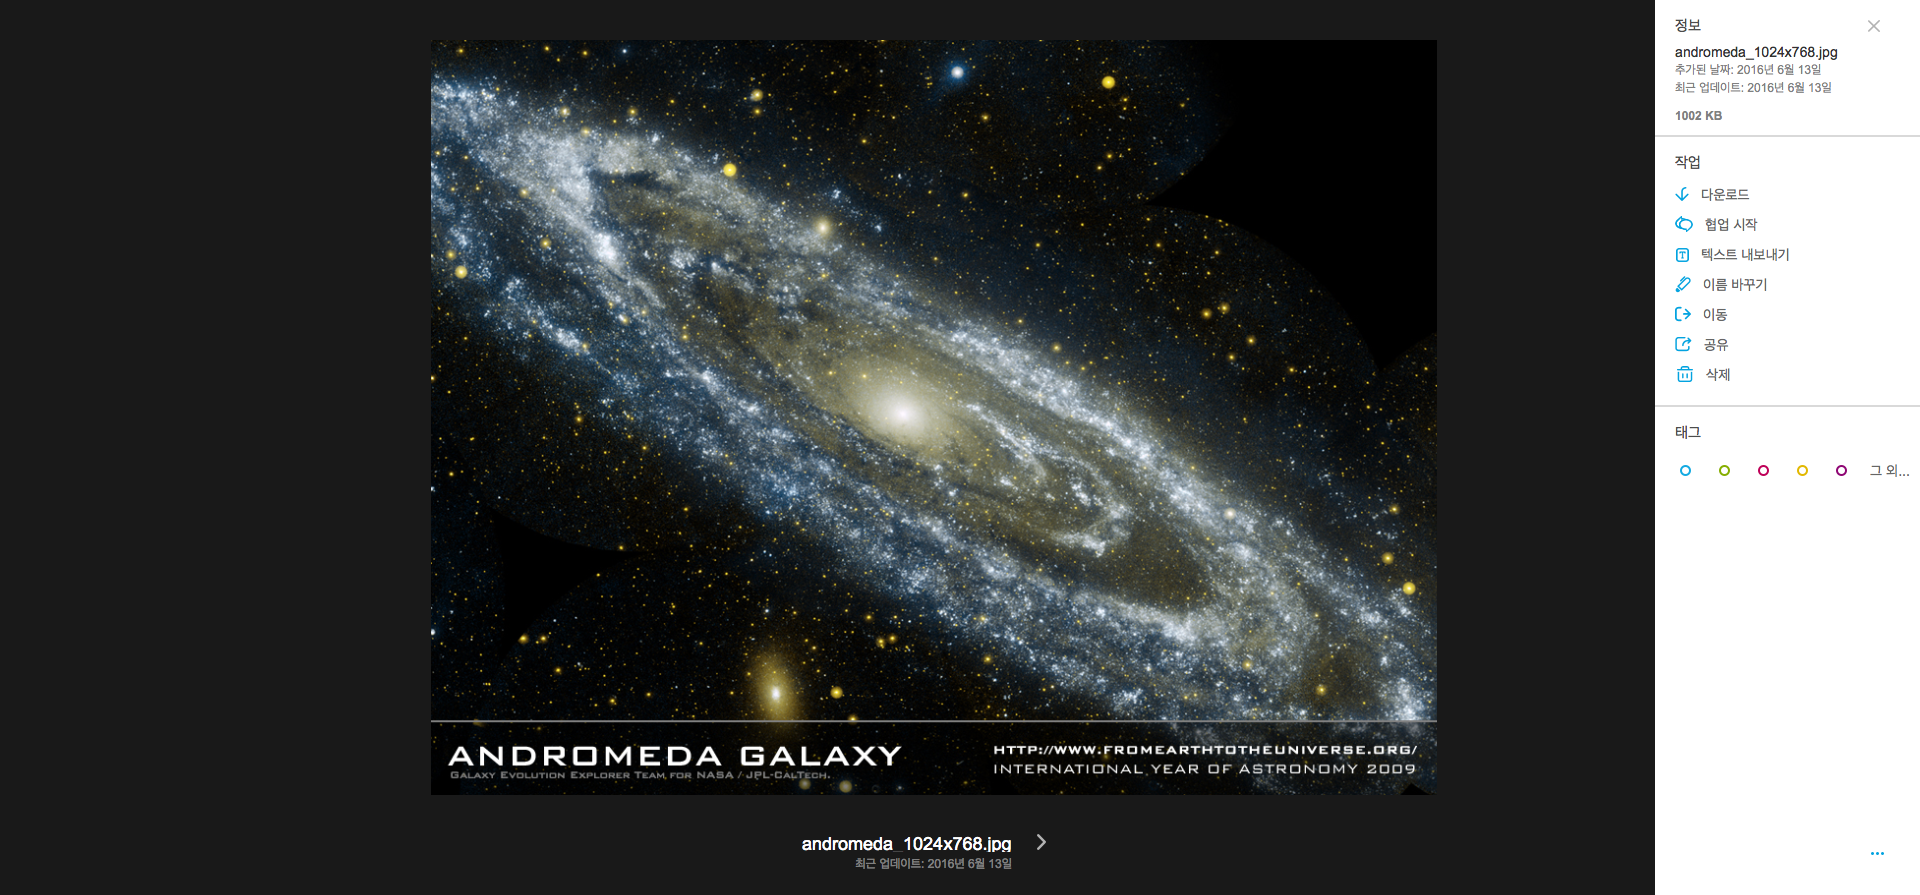 ANDROMEDA GALAXY
GALAXY EVOLUTION EXPLORER TEAM FOR NASA / JPL-CALTECH.
HTTP://WWW.FROMEARTHTOTHEUNIVERSE.ORG/
INTERNATIONAL YEAR OF ASTRONOMY 2009
andromeda_1024x768.jpg
최근 업데이트: 2016년 6월 13일
정보
andromeda_1024x768.jpg
추가된 날짜: 2016년 6월 13일
최근 업데이트: 2016년 6월 13일
1002 KB
작업
다운로드
협업 시작
텍스트 내보내기
이름 바꾸기
이동
공유
삭제
태그
그 외...